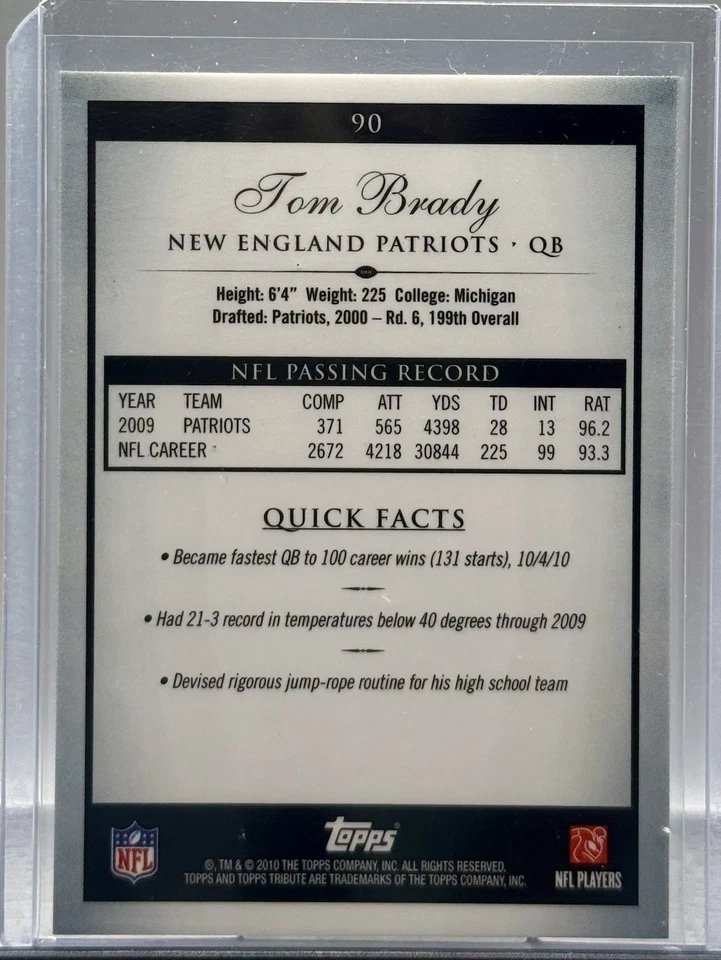 90
Tom Brady
NEW ENGLAND PATRIOTS · QB
Height: 6'4" Weight: 225 College: Michigan
Drafted: Patriots, 2000 – Rd. 6, 199th Overall
NFL PASSING RECORD
YEAR TEAM COMP ATT YDS TD INT RAT
2009 PATRIOTS 371 565 4398 28 13 96.2
NFL CAREER 2672 4218 30844 225 99 93.3
QUICK FACTS
• Became fastest QB to 100 career wins (131 starts), 10/4/10
• Had 21-3 record in temperatures below 40 degrees through 2009
• Devised rigorous jump-rope routine for his high school team
NFL
Topps®
®, TM & © 2010 THE TOPPS COMPANY, INC. ALL RIGHTS RESERVED.
TOPPS AND TOPPS TRIBUTE ARE TRADEMARKS OF THE TOPPS COMPANY, INC.
NFL PLAYERS